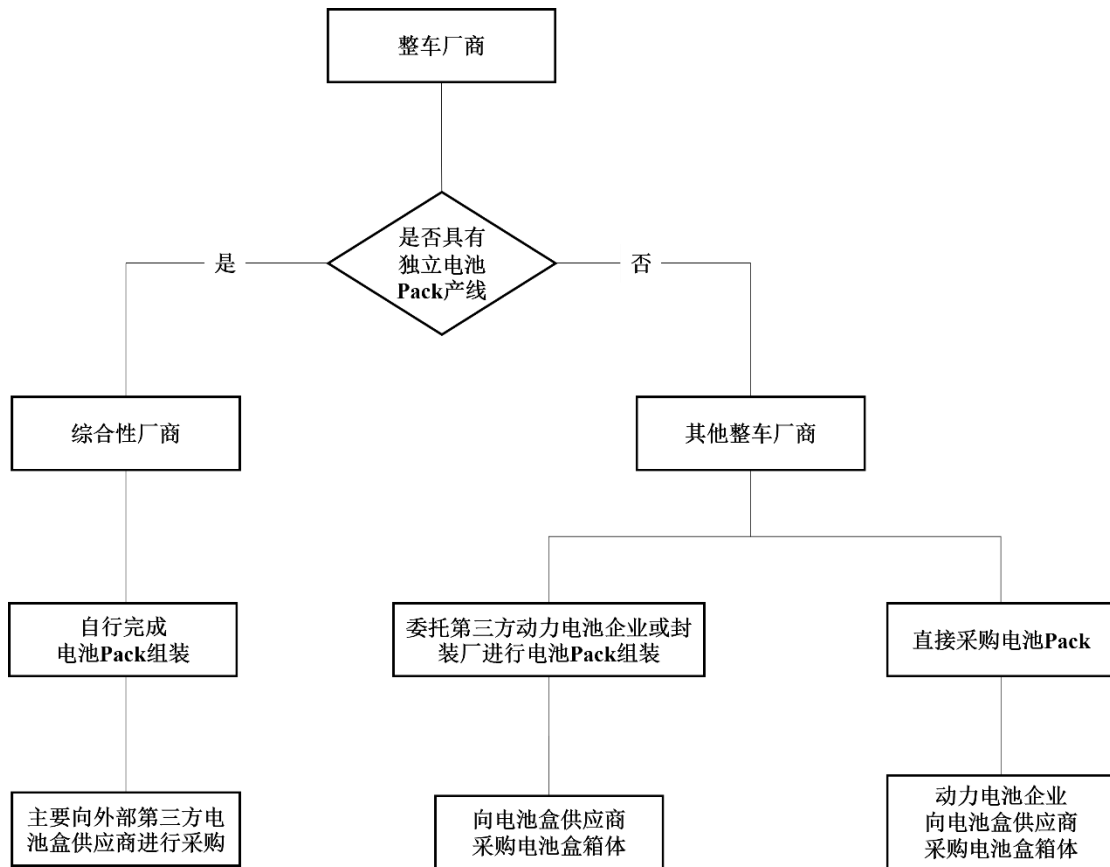 整车厂商
是否具有
独立电池
Pack产线
是
否
综合性厂商
其他整车厂商
自行完成
电池Pack组装
委托第三方动力电池企业或封
装厂进行电池Pack组装
直接采购电池Pack
主要向外部第三方电
池盒供应商进行采购
向电池盒供应商
采购电池盒箱体
动力电池企业
向电池盒供应商
采购电池盒箱体